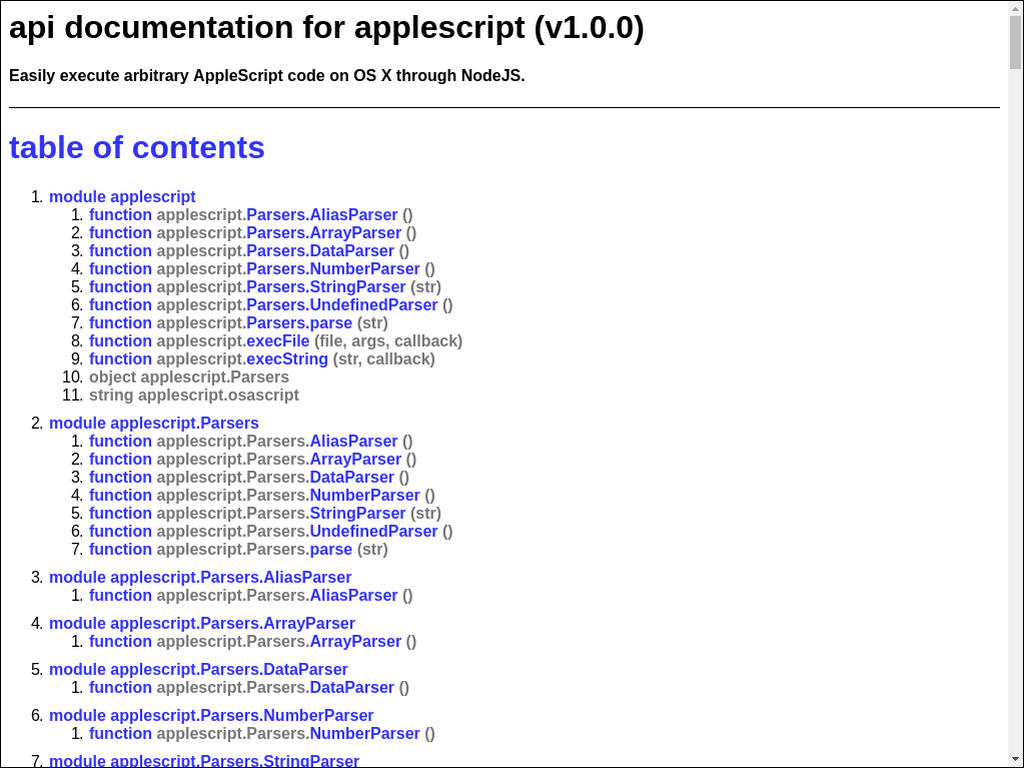 api documentation for applescript (v1.0.0)
Easily execute arbitrary AppleScript code on OS X through NodeJS.
table of contents
1. module applescript
1. function applescript.Parsers.AliasParser ()
2. function applescript.Parsers.ArrayParser ()
3. function applescript.Parsers.DataParser ()
4. function applescript.Parsers.NumberParser ()
5. function applescript.Parsers.StringParser (str)
6. function applescript.Parsers.UndefinedParser ()
7. function applescript.Parsers.parse (str)
8. function applescript.execFile (file, args, callback)
9. function applescript.execString (str, callback)
10. object applescript.Parsers
11. string applescript.osascript
2. module applescript.Parsers
1. function applescript.Parsers.AliasParser ()
2. function applescript.Parsers.ArrayParser ()
3. function applescript.Parsers.DataParser ()
4. function applescript.Parsers.NumberParser ()
5. function applescript.Parsers.StringParser (str)
6. function applescript.Parsers.UndefinedParser ()
7. function applescript.Parsers.parse (str)
3. module applescript.Parsers.AliasParser
1. function applescript.Parsers.AliasParser ()
4. module applescript.Parsers.ArrayParser
1. function applescript.Parsers.ArrayParser ()
5. module applescript.Parsers.DataParser
1. function applescript.Parsers.DataParser ()
6. module applescript.Parsers.NumberParser
1. function applescript.Parsers.NumberParser ()
7. module applescript.Parsers.StringParser